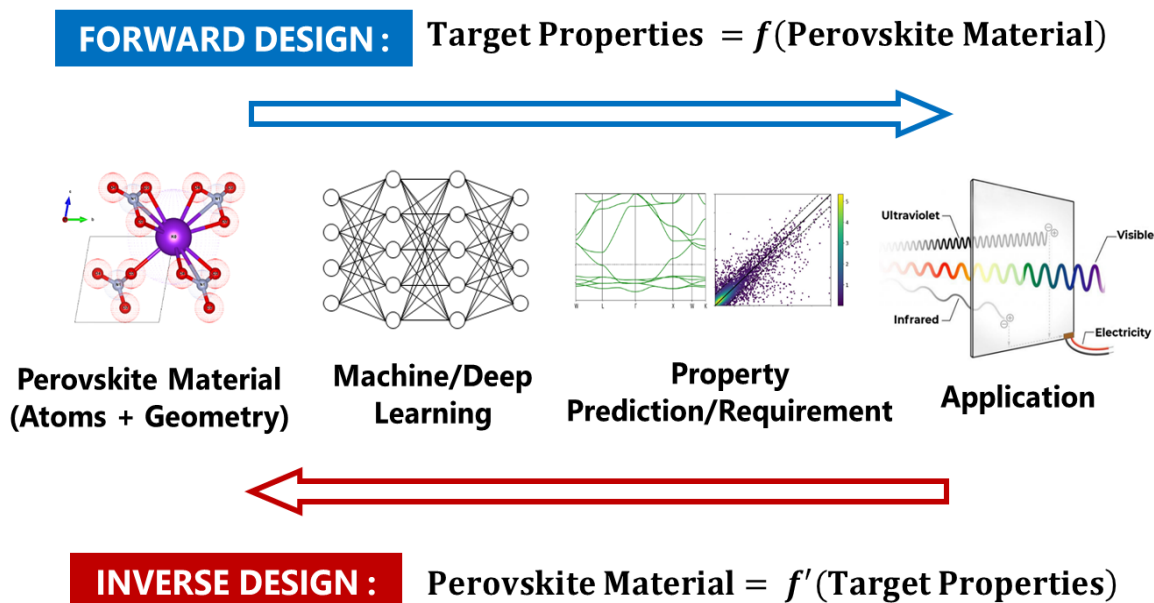 FORWARD DESIGN :
Target Properties = f(Perovskite Material)
Ultraviolet
Visible
Infrared
Electricity
Perovskite Material
(Atoms + Geometry)
Machine/Deep
Learning
Property
Prediction/Requirement
Application
INVERSE DESIGN :
Perovskite Material = f′(Target Properties)